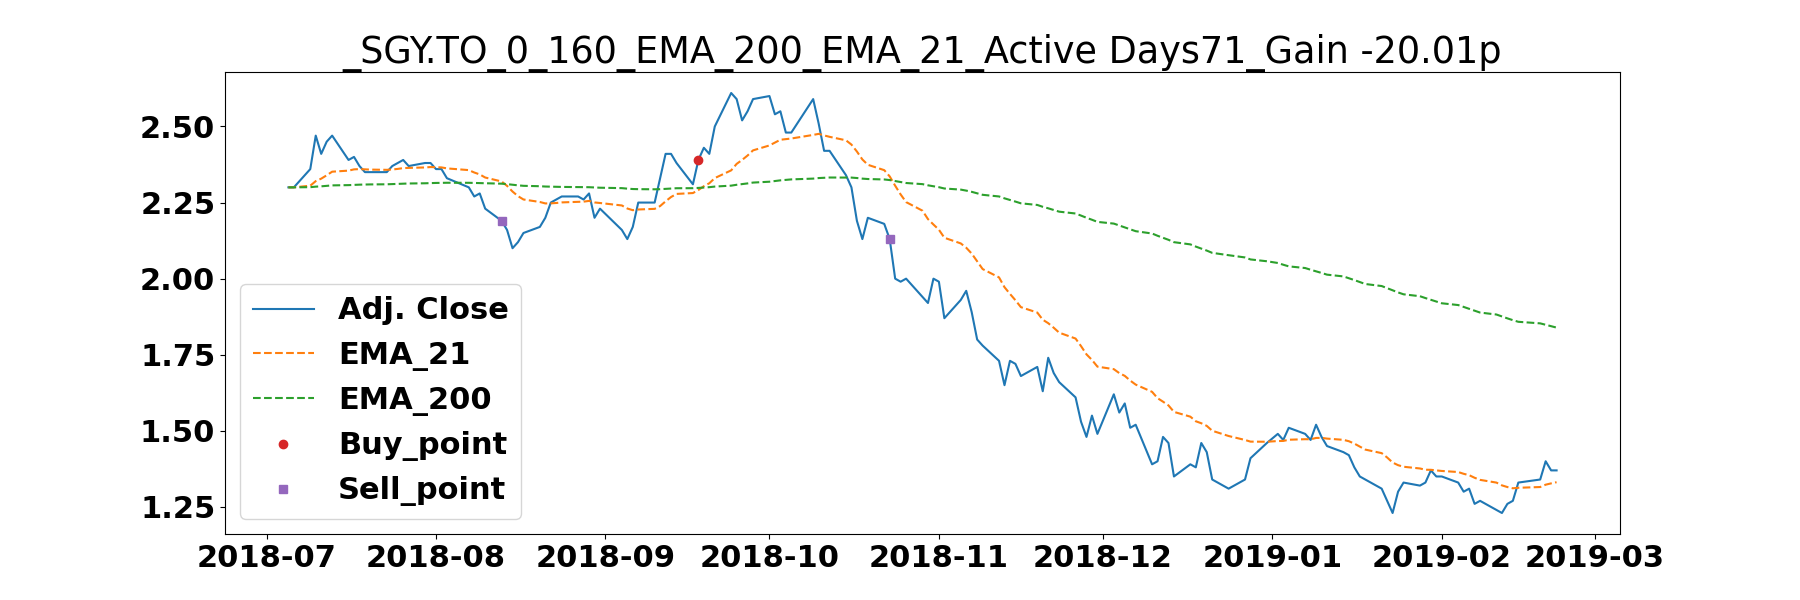 _SGY.TO_0_160_EMA_200_EMA_21_Active Days71_Gain -20.01p
2.50
2.25
2.00
1.75
1.50
1.25
Adj. Close
EMA_21
EMA_200
Buy_point
Sell_point
2018-07 2018-08 2018-09 2018-10 2018-11 2018-12 2019-01 2019-02 2019-03